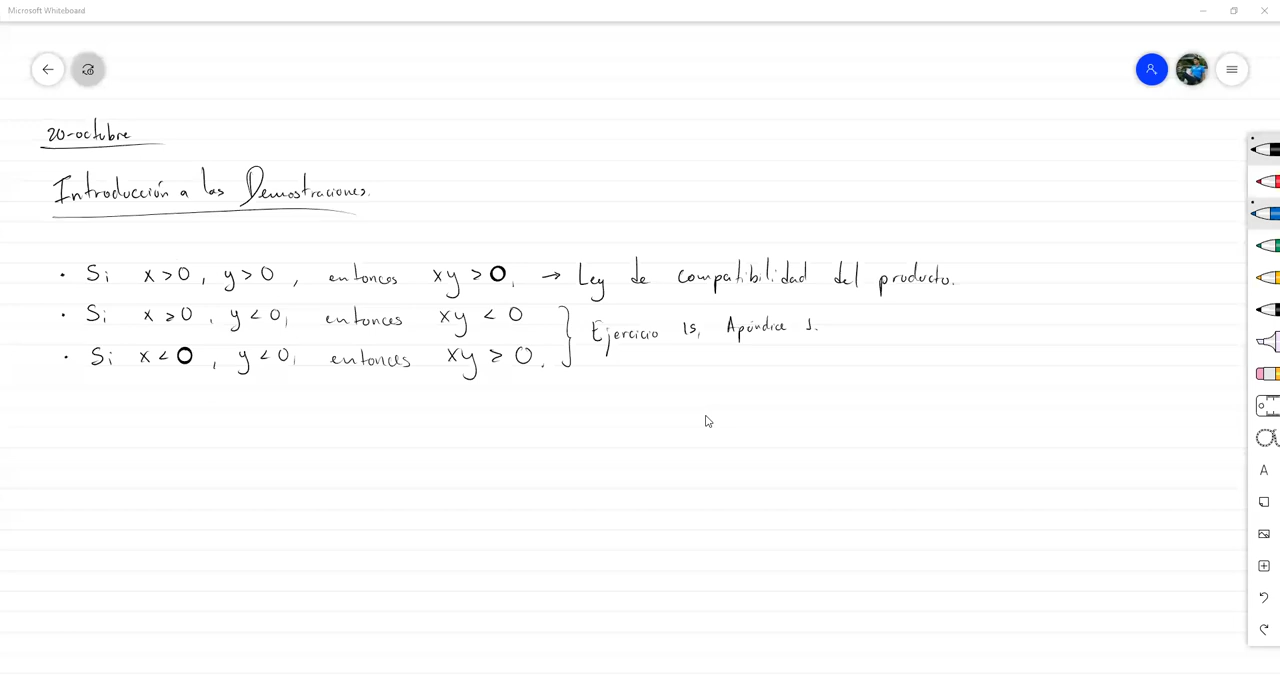 Microsoft Whiteboard
20-octubre
Introducción a las Demostraciones.
· Si x>0, y>0, entonces xy>0. → Ley de compatibilidad del producto.
· Si x>0, y<0, entonces xy<0
· Si x<0, y<0, entonces xy>0.
} Ejercicio 15, Apéndice 1.
A